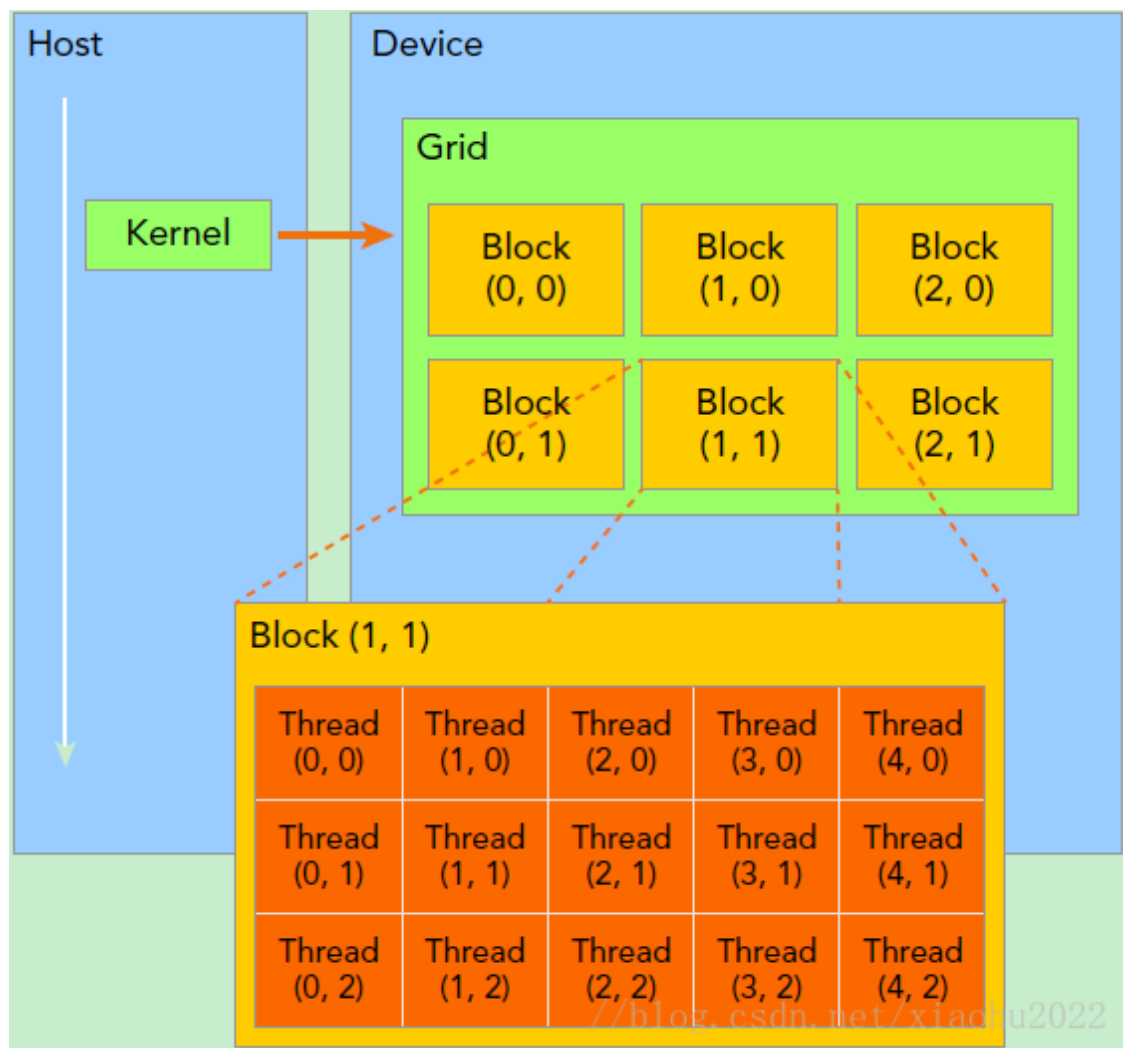 Host
Device
Grid
Kernel
Block
(0, 0)
Block
(1, 0)
Block
(2, 0)
Block
(0, 1)
Block
(1, 1)
Block
(2, 1)
Block (1, 1)
Thread
(0, 0)
Thread
(1, 0)
Thread
(2, 0)
Thread
(3, 0)
Thread
(4, 0)
Thread
(0, 1)
Thread
(1, 1)
Thread
(2, 1)
Thread
(3, 1)
Thread
(4, 1)
Thread
(0, 2)
Thread
(1, 2)
Thread
(2, 2)
Thread
(3, 2)
Thread
(4, 2)
//blog.csdn.net/xiaohu2022